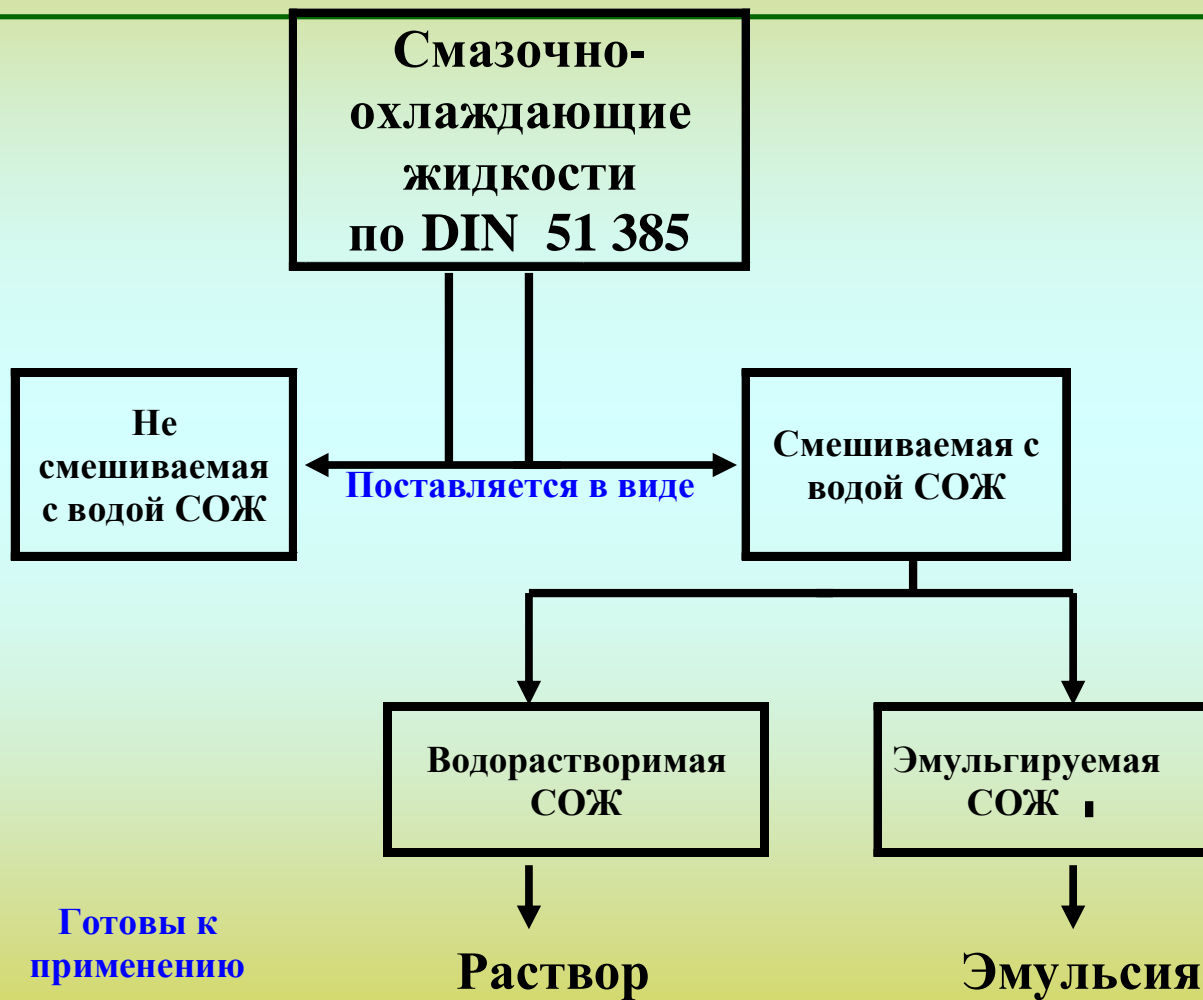 Смазочно-
охлаждающие
жидкости
по DIN 51 385
Не
смешиваемая
с водой СОЖ
Поставляется в виде
Смешиваемая с
водой СОЖ
Водорастворимая
СОЖ
Эмульгируемая
СОЖ
Готовы к
применению
Раствор
Эмульсия